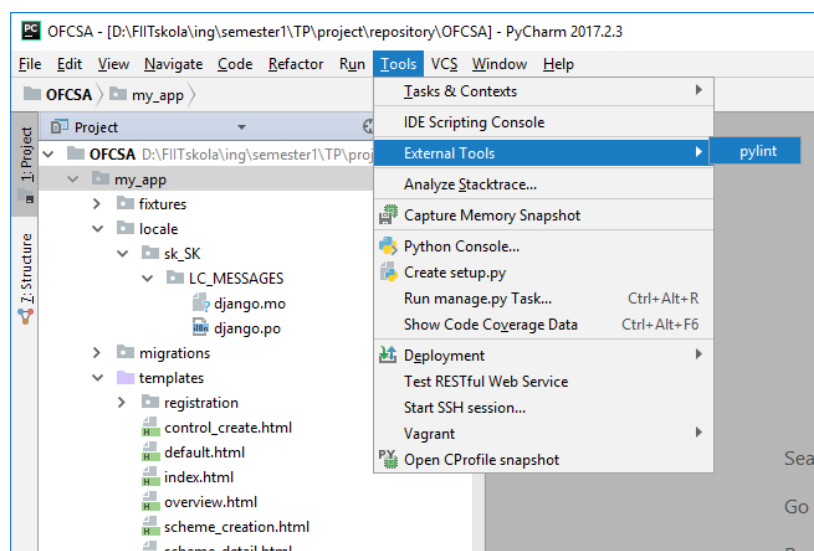 PC OFCSA - [D:\FIITskola\ing\semester1\TP\project\repository\OFCSA] - PyCharm 2017.2.3
File Edit View Navigate Code Refactor Run Tools VCS Window Help
OFCSA my_app
1: Project
7: Structure
Project
OFCSA D:\FIITskola\ing\semester1\TP\proj
my_app
fixtures
locale
sk_SK
LC_MESSAGES
django.mo
django.po
migrations
templates
registration
control_create.html
default.html
index.html
overview.html
scheme_creation.html
scheme_detail.html
Tasks & Contexts
IDE Scripting Console
External Tools
pylint
Analyze Stacktrace...
Capture Memory Snapshot
Python Console...
Create setup.py
Run manage.py Task... Ctrl+Alt+R
Show Code Coverage Data Ctrl+Alt+F6
Deployment
Test RESTful Web Service
Start SSH session...
Vagrant
Open CProfile snapshot
Sea
Go